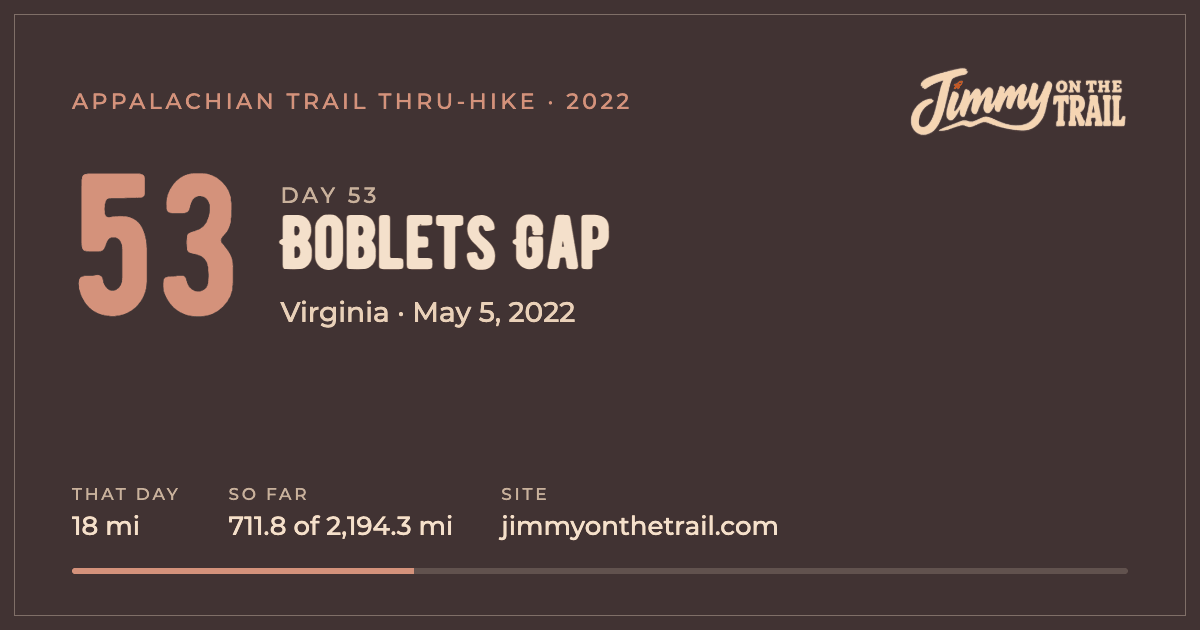 APPALACHIAN TRAIL THRU-HIKE · 2022
Jimmy ON THE TRAIL
53
DAY 53
BOBLETS GAP
Virginia · May 5, 2022
THAT DAY
18 mi
SO FAR
711.8 of 2,194.3 mi
SITE
jimmyonthetrail.com